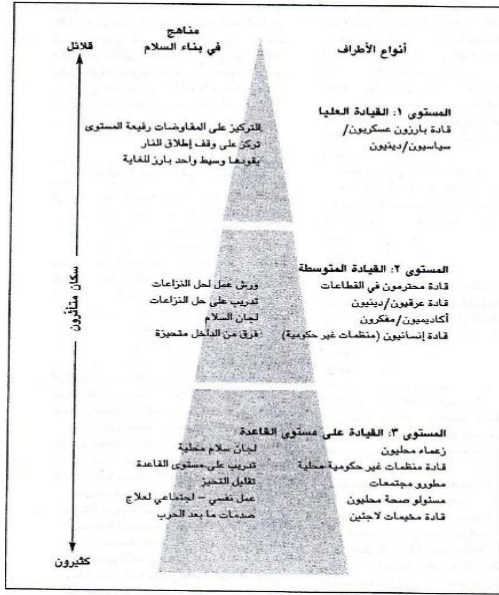 أنواع الأطراف
مناهج
في بناء السلام
قلائل
المستوى ١: القيادة العليا
قادة بارزون عسكريون/
سياسيون/دينيون
التركيز على المفاوضات رفيعة المستوى
تركز على وقف إطلاق النار
يقودها وسيط واحد بارز للغاية
سكان متأثرون
المستوى ٢: القيادة المتوسطة
قادة محترمون في القطاعات
قادة عرقيون/دينيون
أكاديميون/مفكرون
قادة إنسانيون (منظمات غير حكومية)
ورش عمل لحل النزاعات
تدريب على حل النزاعات
لجان السلام
فرق من الداخل متحيزة
المستوى ٣: القيادة على مستوى القاعدة
زعماء محليون
قادة منظمات غير حكومية محلية
مطورو مجتمعات
مسئولو صحة محليون
قادة مخيمات لاجئين
لجان سلام محلية
تدريب على مستوى القاعدة
تقليل التحيز
عمل نفسي – اجتماعي لعلاج
صدمات ما بعد الحرب
كثيرون